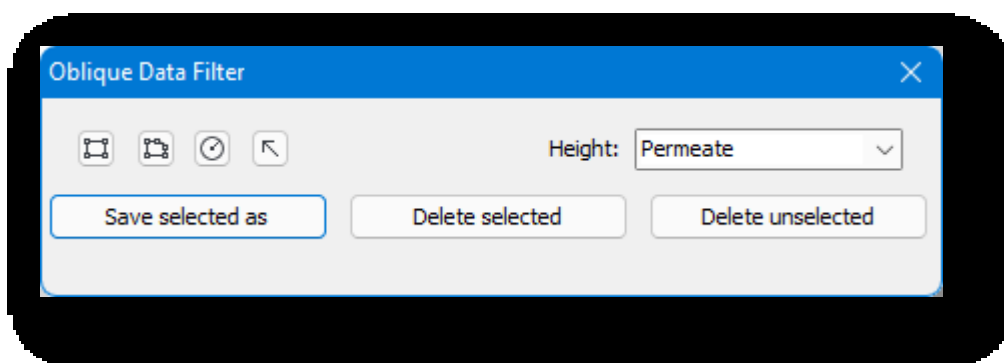 Oblique Data Filter
Height: Permeate
Save selected as Delete selected Delete unselected